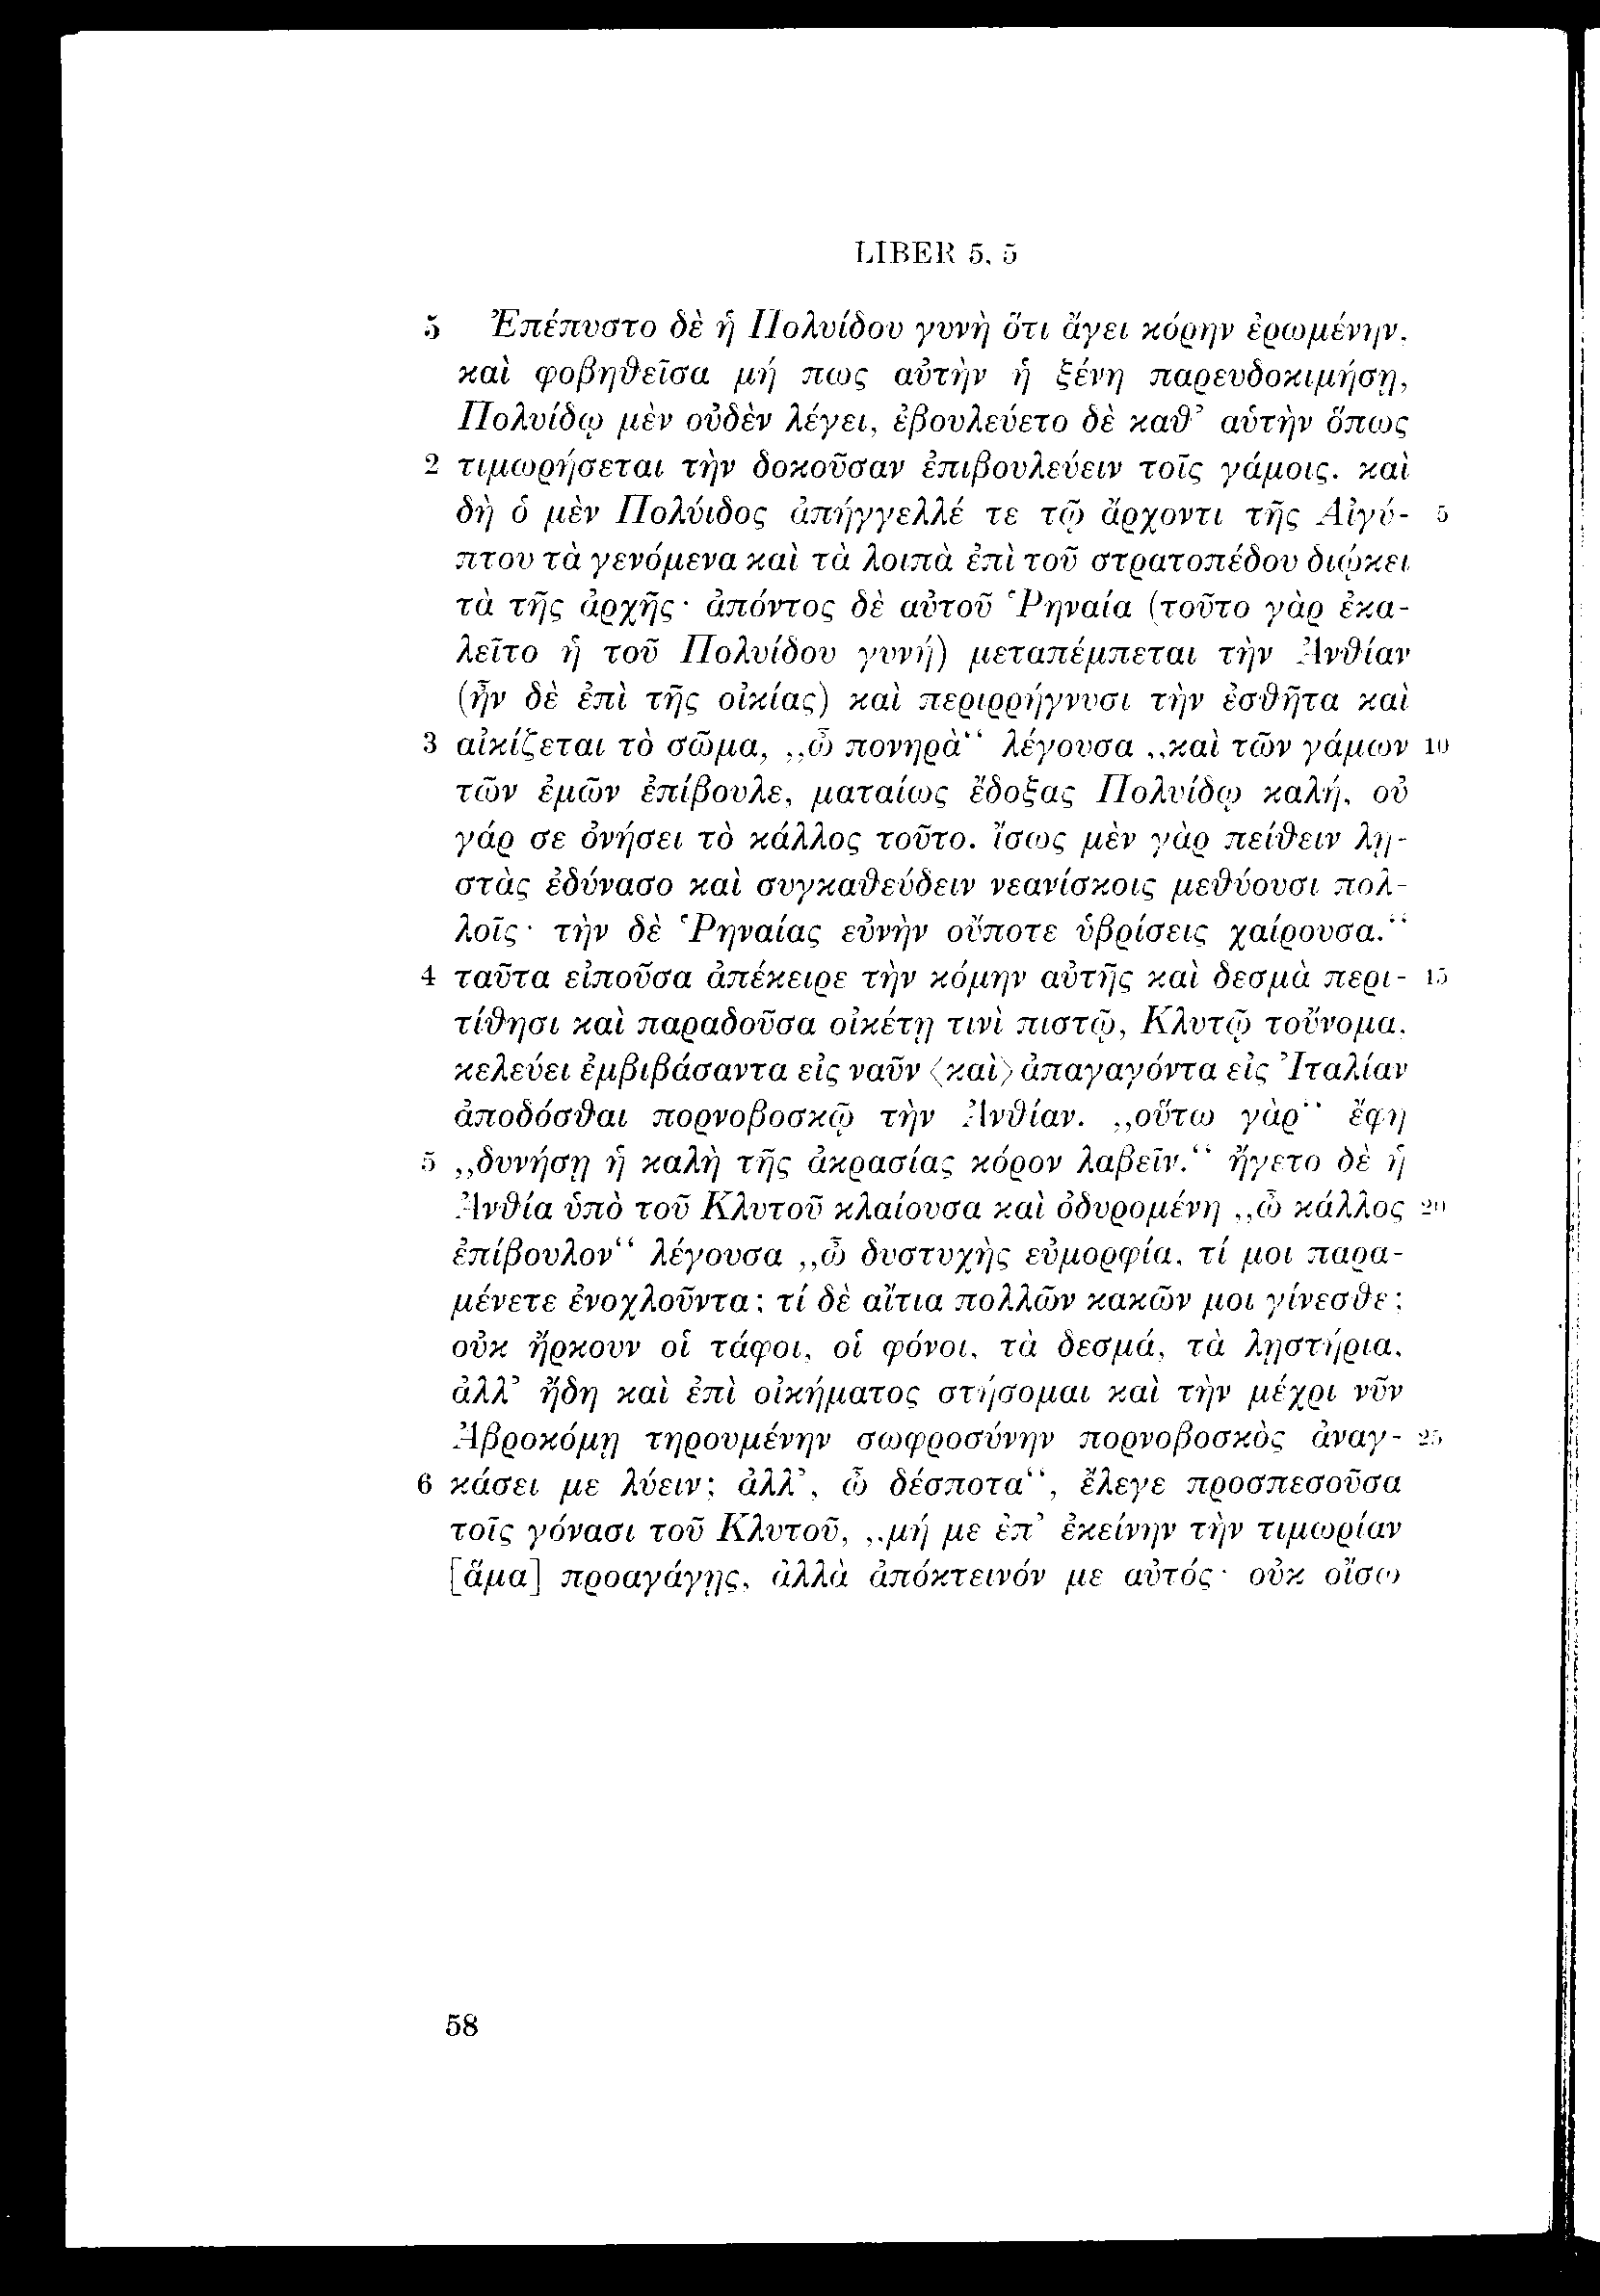 LIBER 5, 5
5 Ἐπέπυστο δὲ ἡ Πολυίδου γυνὴ ὅτι ἄγει κόρην ἐρωμένην,
καὶ φοβηθεῖσα μή πως αὐτὴν ἡ ξένη παρευδοκιμήσῃ,
Πολυίδῳ μὲν οὐδὲν λέγει, ἐβουλεύετο δὲ καθ’ αὑτὴν ὅπως
2 τιμωρήσεται τὴν δοκοῦσαν ἐπιβουλεύειν τοῖς γάμοις. καὶ
δὴ ὁ μὲν Πολύιδος ἀπήγγελλέ τε τῷ ἄρχοντι τῆς Αἰγύ- 5
πτου τὰ γενόμενα καὶ τὰ λοιπὰ ἐπὶ τοῦ στρατοπέδου διῴκει
τὰ τῆς ἀρχῆς· ἀπόντος δὲ αὐτοῦ Ῥηναία (τοῦτο γὰρ ἐκα-
λεῖτο ἡ τοῦ Πολυίδου γυνή) μεταπέμπεται τὴν Ἀνθίαν
(ἦν δὲ ἐπὶ τῆς οἰκίας) καὶ περιρρήγνυσι τὴν ἐσθῆτα καὶ
3 αἰκίζεται τὸ σῶμα, „ὦ πονηρὰ“ λέγουσα „καὶ τῶν γάμων 10
τῶν ἐμῶν ἐπίβουλε, ματαίως ἔδοξας Πολυίδῳ καλή, οὐ
γάρ σε ὀνήσει τὸ κάλλος τοῦτο. ἴσως μὲν γὰρ πείθειν λῃ-
στὰς ἐδύνασο καὶ συγκαθεύδειν νεανίσκοις μεθύουσι πολ-
λοῖς· τὴν δὲ Ῥηναίας εὐνὴν οὔποτε ὑβρίσεις χαίρουσα.“
4 ταῦτα εἰποῦσα ἀπέκειρε τὴν κόμην αὐτῆς καὶ δεσμὰ περι- 15
τίθησι καὶ παραδοῦσα οἰκέτῃ τινὶ πιστῷ, Κλυτῷ τοὔνομα,
κελεύει ἐμβιβάσαντα εἰς ναῦν 〈καὶ〉 ἀπαγαγόντα εἰς Ἰταλίαν
ἀποδόσθαι πορνοβοσκῷ τὴν Ἀνθίαν. „οὕτω γὰρ“ ἔφη
5 „δυνήσῃ ἡ καλὴ τῆς ἀκρασίας κόρον λαβεῖν.“ ἤγετο δὲ ἡ
Ἀνθία ὑπὸ τοῦ Κλυτοῦ κλαίουσα καὶ ὀδυρομένη „ὦ κάλλος 20
ἐπίβουλον“ λέγουσα „ὦ δυστυχὴς εὐμορφία, τί μοι παρα-
μένετε ἐνοχλοῦντα; τί δὲ αἴτια πολλῶν κακῶν μοι γίνεσθε;
οὐκ ἤρκουν οἱ τάφοι, οἱ φόνοι, τὰ δεσμά, τὰ λῃστήρια,
ἀλλ’ ἤδη καὶ ἐπὶ οἰκήματος στήσομαι καὶ τὴν μέχρι νῦν
Ἁβροκόμῃ τηρουμένην σωφροσύνην πορνοβοσκὸς ἀναγ- 25
6 κάσει με λύειν; ἀλλ’, ὦ δέσποτα“, ἔλεγε προσπεσοῦσα
τοῖς γόνασι τοῦ Κλυτοῦ, „μή με ἐπ’ ἐκείνην τὴν τιμωρίαν
[ἅμα] προαγάγῃς, ἀλλὰ ἀπόκτεινόν με αὐτός· οὐκ οἴσω
58